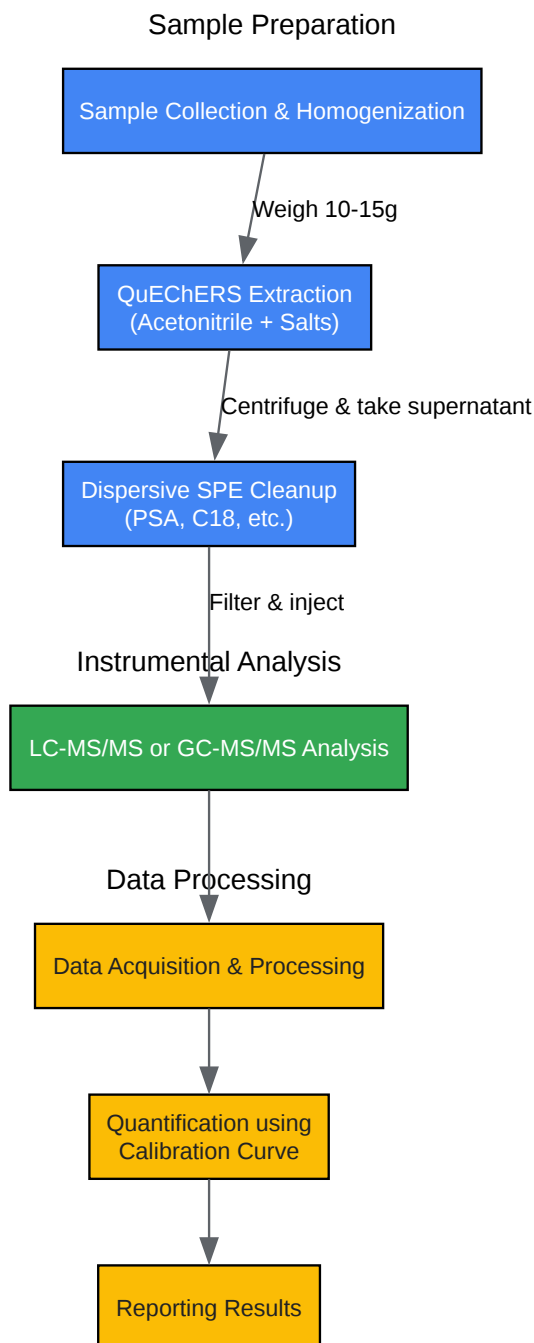 Sample Preparation
Sample Collection & Homogenization
Weigh 10-15g
QuEChERS Extraction
(Acetonitrile + Salts)
Centrifuge & take supernatant
Dispersive SPE Cleanup
(PSA, C18, etc.)
Filter & inject
Instrumental Analysis
LC-MS/MS or GC-MS/MS Analysis
Data Processing
Data Acquisition & Processing
Quantification using
Calibration Curve
Reporting Results